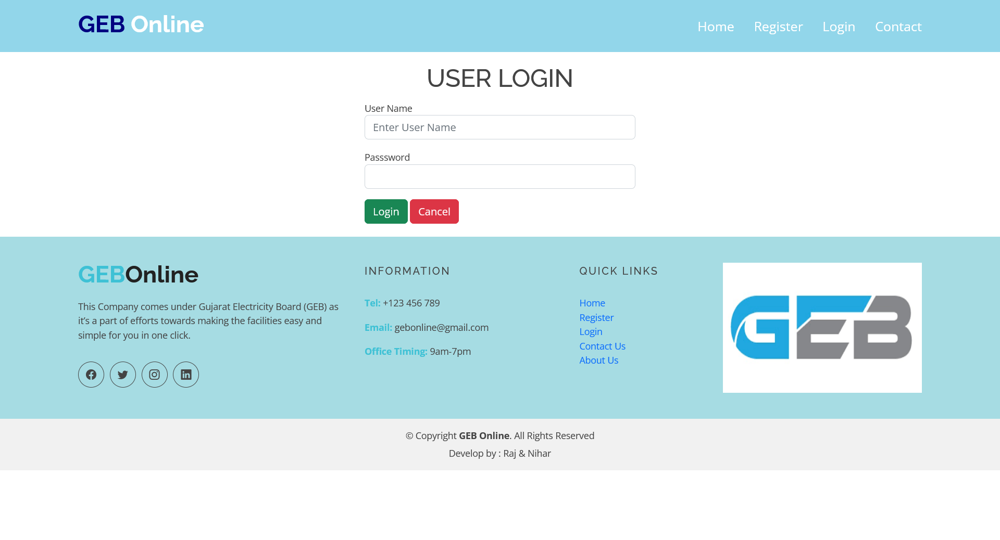 GEB Online
Home Register Login Contact
USER LOGIN
User Name
Enter User Name
Passsword
Login Cancel
GEBOnline
This Company comes under Gujarat Electricity Board (GEB) as
it’s a part of efforts towards making the facilities easy and
simple for you in one click.
INFORMATION
Tel: +123 456 789
Email: gebonline@gmail.com
Office Timing: 9am-7pm
QUICK LINKS
Home
Register
Login
Contact Us
About Us
GEB
© Copyright GEB Online. All Rights Reserved
Develop by : Raj & Nihar